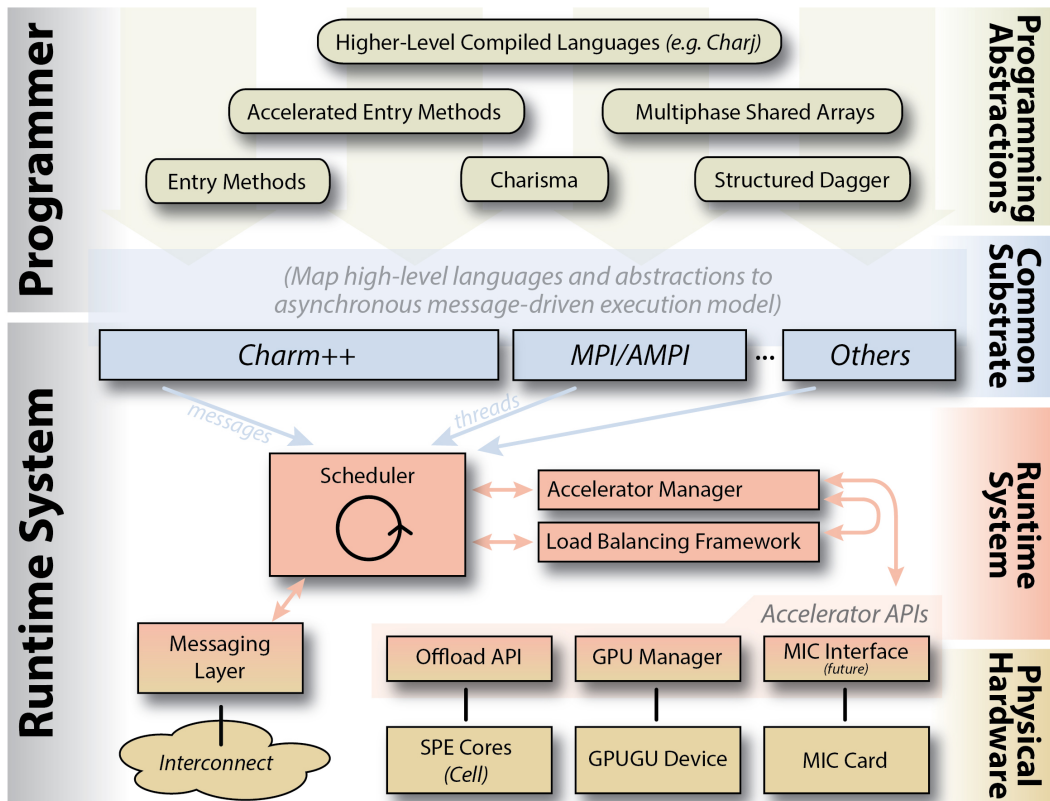 Programmer
Runtime System
Programming
Abstractions
Common
Substrate
Runtime
System
Physical
Hardware
Higher-Level Compiled Languages (e.g. Charj)
Accelerated Entry Methods
Multiphase Shared Arrays
Entry Methods
Charisma
Structured Dagger
(Map high-level languages and abstractions to
asynchronous message-driven execution model)
Charm++
MPI/AMPI
...
Others
messages
threads
Scheduler
Accelerator Manager
Load Balancing Framework
Accelerator APIs
Messaging
Layer
Offload API
GPU Manager
MIC Interface
(future)
Interconnect
SPE Cores
(Cell)
GPUGU Device
MIC Card